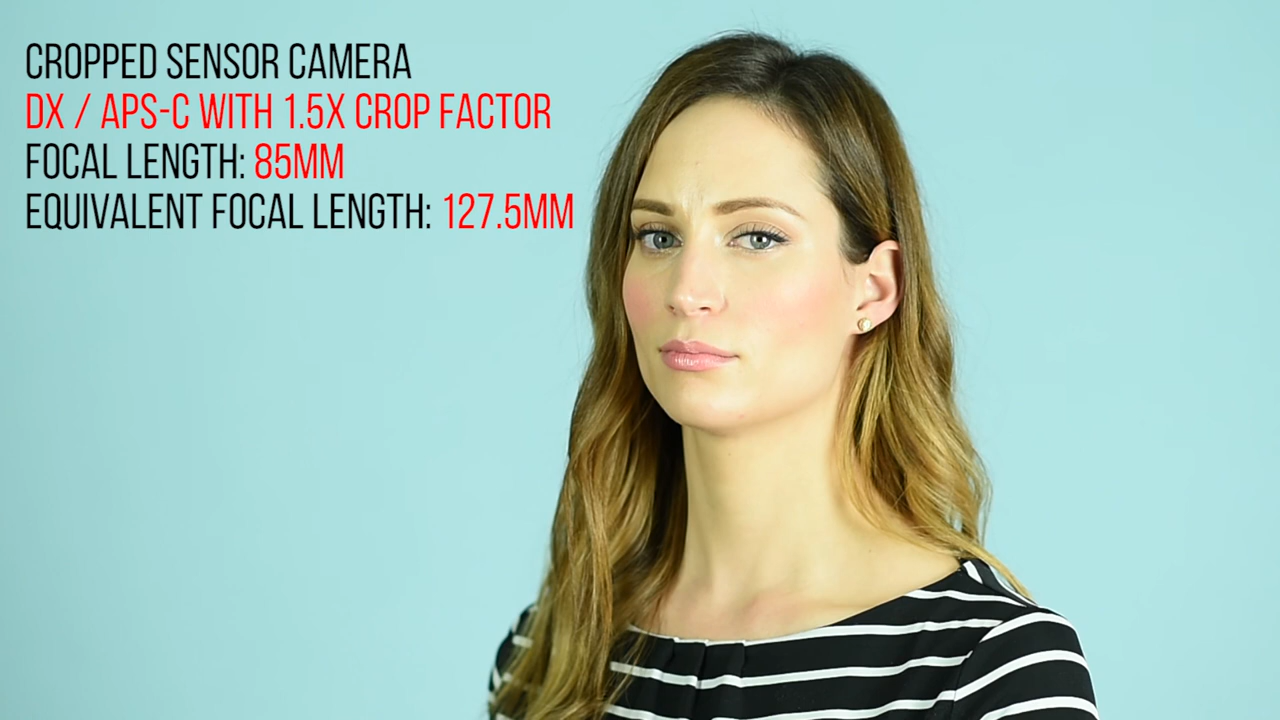 CROPPED SENSOR CAMERA
DX / APS-C WITH 1.5X CROP FACTOR
FOCAL LENGTH: 85MM
EQUIVALENT FOCAL LENGTH: 127.5MM